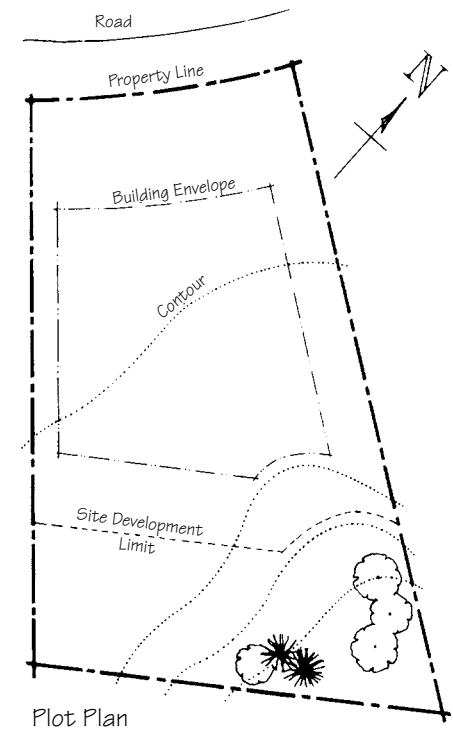 Road
Property Line
N
Building Envelope
Contour
Site Development
Limit
Plot Plan